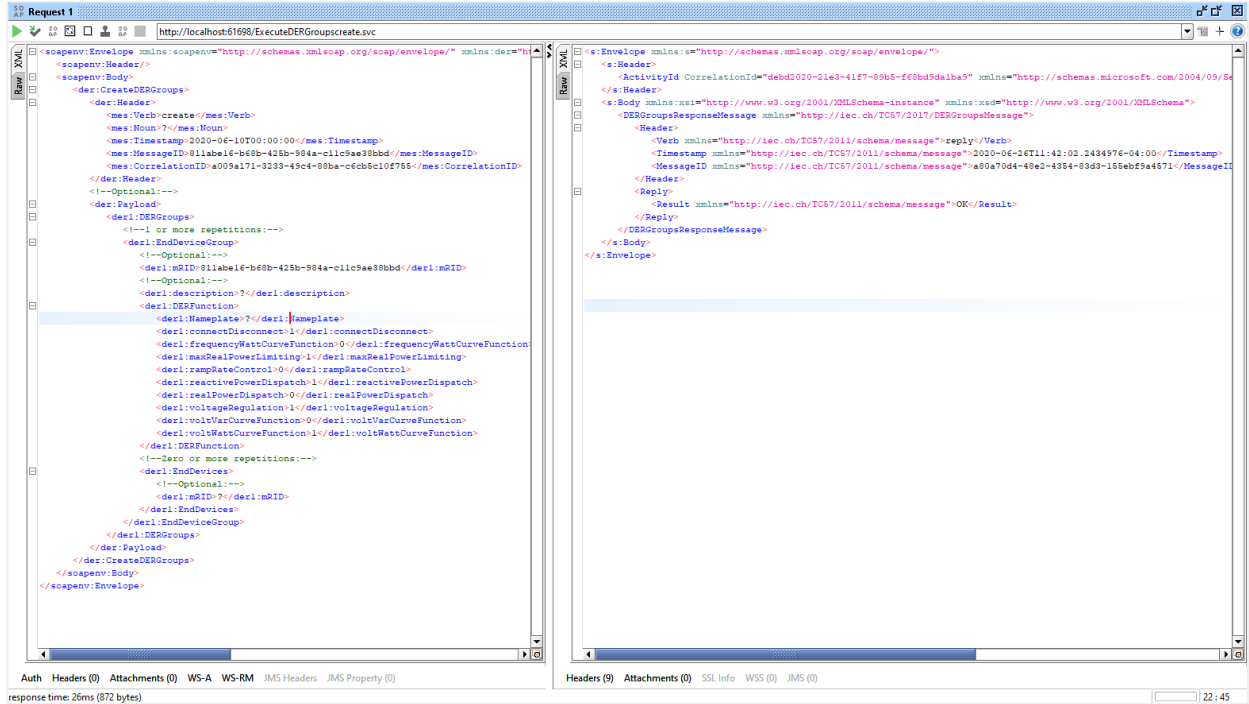 SO AP Request 1
http://localhost:61698/ExecuteDERGroupscreate.svc
XML
Raw
<soapenv:Envelope xmlns:soapenv="http://schemas.xmlsoap.org/soap/envelope/" xmlns:der="ht
<soapenv:Header/>
<soapenv:Body>
<der:CreateDERGroups>
<der:Header>
<mes:Verb>create</mes:Verb>
<mes:Noun>?</mes:Noun>
<mes:Timestamp>2020-06-10T00:00:00</mes:Timestamp>
<mes:MessageID>811abe16-b68b-425b-984a-c11c9ae38bbd</mes:MessageID>
<mes:CorrelationID>a009a171-3233-49c4-88ba-c6cb5c10f755</mes:CorrelationID>
</der:Header>
<!--Optional:-->
<der:Payload>
<der1:DERGroups>
<!--1 or more repetitions:-->
<der1:EndDeviceGroup>
<!--Optional:-->
<der1:mRID>811abe16-b68b-425b-984a-c11c9ae38bbd</der1:mRID>
<!--Optional:-->
<der1:description>?</der1:description>
<der1:DERFunction>
<der1:Nameplate>?</der1:Nameplate>
<der1:connectDisconnect>1</der1:connectDisconnect>
<der1:frequencyWattCurveFunction>0</der1:frequencyWattCurveFunction>
<der1:maxRealPowerLimiting>1</der1:maxRealPowerLimiting>
<der1:rampRateControl>0</der1:rampRateControl>
<der1:reactivePowerDispatch>1</der1:reactivePowerDispatch>
<der1:realPowerDispatch>0</der1:realPowerDispatch>
<der1:voltageRegulation>1</der1:voltageRegulation>
<der1:voltVarCurveFunction>0</der1:voltVarCurveFunction>
<der1:voltWattCurveFunction>1</der1:voltWattCurveFunction>
</der1:DERFunction>
<!--Zero or more repetitions:-->
<der1:EndDevices>
<!--Optional:-->
<der1:mRID>?</der1:mRID>
</der1:EndDevices>
</der1:EndDeviceGroup>
</der1:DERGroups>
</der:Payload>
</der:CreateDERGroups>
</soapenv:Body>
</soapenv:Envelope>
Auth Headers (0) Attachments (0) WS-A WS-RM JMS Headers JMS Property (0)
XML
Raw
<s:Envelope xmlns:s="http://schemas.xmlsoap.org/soap/envelope/">
<s:Header>
<ActivityId CorrelationId="debd2020-21e3-41f7-89b5-f68bd9da1ba9" xmlns="http://schemas.microsoft.com/2004/09/Se
</s:Header>
<s:Body xmlns:xsi="http://www.w3.org/2001/XMLSchema-instance" xmlns:xsd="http://www.w3.org/2001/XMLSchema">
<DERGroupsResponseMessage xmlns="http://iec.ch/TC57/2017/DERGroupsMessage">
<Header>
<Verb xmlns="http://iec.ch/TC57/2011/schema/message">reply</Verb>
<Timestamp xmlns="http://iec.ch/TC57/2011/schema/message">2020-06-26T11:42:02.2434976-04:00</Timestamp>
<MessageID xmlns="http://iec.ch/TC57/2011/schema/message">a80a70d4-48e2-4354-83d3-155ebf9a4571</MessageID
</Header>
<Reply>
<Result xmlns="http://iec.ch/TC57/2011/schema/message">OK</Result>
</Reply>
</DERGroupsResponseMessage>
</s:Body>
</s:Envelope>
Headers (9) Attachments (0) SSL Info WSS (0) JMS (0)
response time: 26ms (872 bytes)
22 : 45